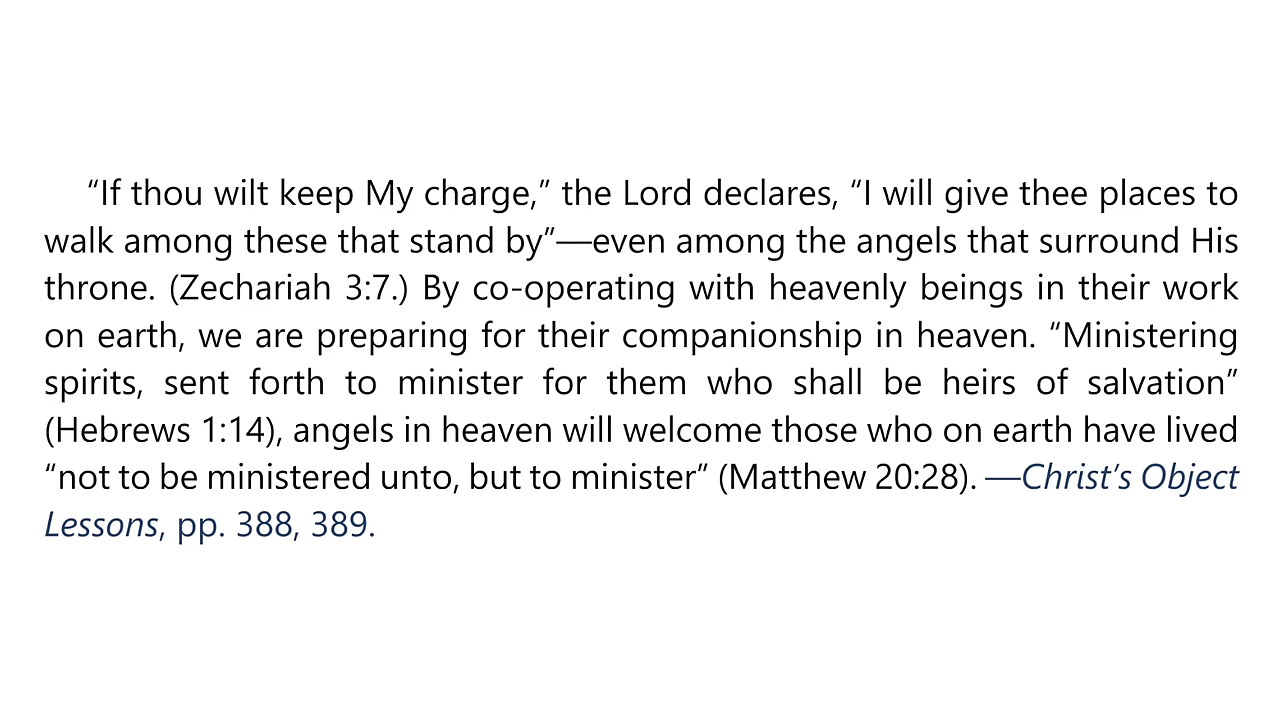 “If thou wilt keep My charge,” the Lord declares, “I will give thee places to
walk among these that stand by”—even among the angels that surround His
throne. (Zechariah 3:7.) By co-operating with heavenly beings in their work
on earth, we are preparing for their companionship in heaven. “Ministering
spirits, sent forth to minister for them who shall be heirs of salvation”
(Hebrews 1:14), angels in heaven will welcome those who on earth have lived
“not to be ministered unto, but to minister” (Matthew 20:28). —Christ’s Object
Lessons, pp. 388, 389.